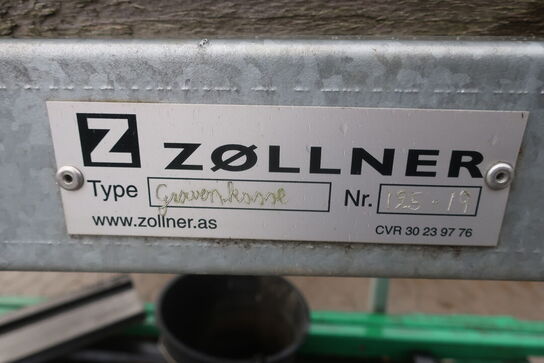 Z ZØLLNER
Type Gravenkasse Nr. 125-19
www.zollner.as
CVR 30 23 97 76